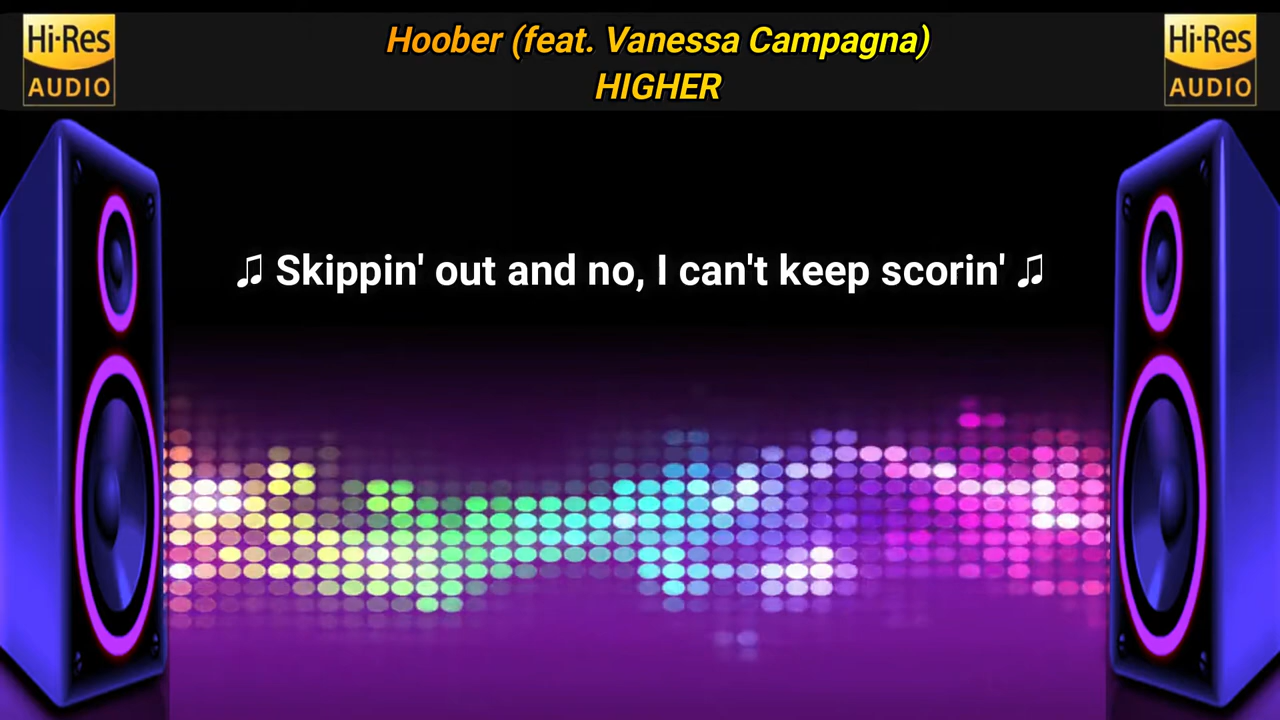 Hi-Res
AUDIO
Hoober (feat. Vanessa Campagna)
HIGHER
Hi-Res
AUDIO
♫ Skippin' out and no, I can't keep scorin' ♫